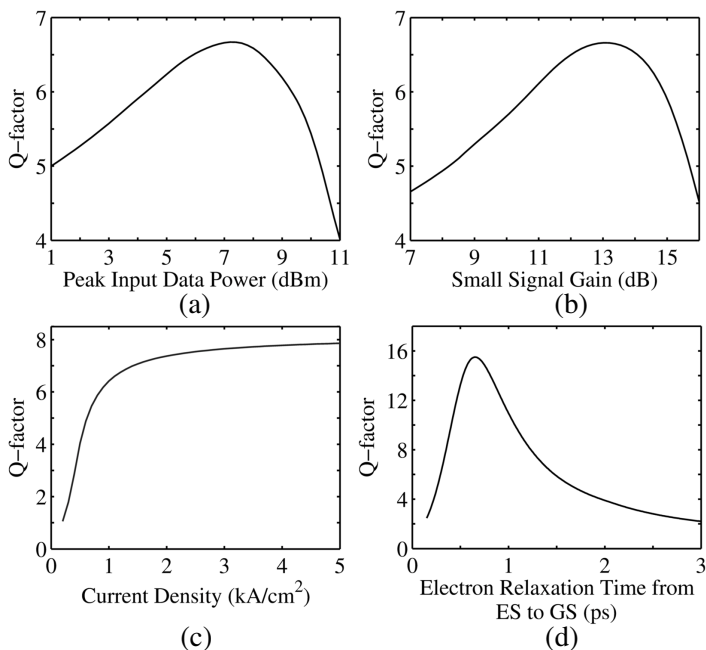 7
6
5
4
Q−factor
1 3 5 7 9 11
Peak Input Data Power (dBm)
(a)
7
6
5
4
Q−factor
7 9 11 13 15
Small Signal Gain (dB)
(b)
8
6
4
2
0
Q−factor
0 1 2 3 4 5
Current Density (kA/cm²)
(c)
16
12
8
4
0
Q−factor
0 1 2 3
Electron Relaxation Time from
ES to GS (ps)
(d)